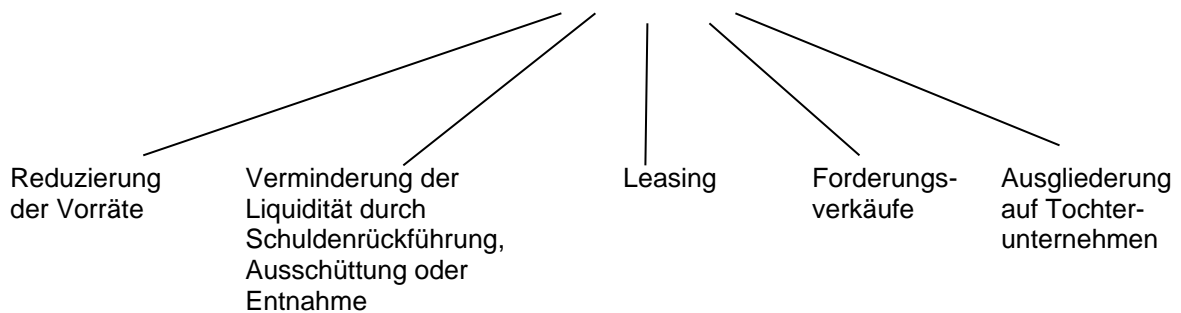 Reduzierung
der Vorräte
Verminderung der
Liquidität durch
Schuldenrückführung,
Ausschüttung oder
Entnahme
Leasing
Forderungs-
verkäufe
Ausgliederung
auf Tochter-
unternehmen